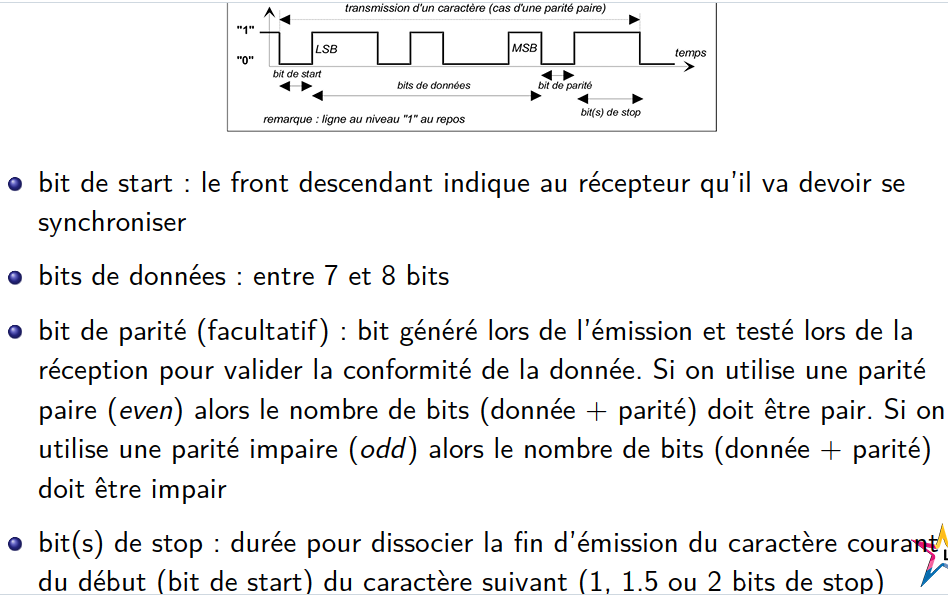 transmission d'un caractère (cas d'une parité paire)
"1"
LSB
MSB
temps
"0"
bit de start
bits de données
bit de parité
bit(s) de stop
remarque : ligne au niveau "1" au repos
bit de start : le front descendant indique au récepteur qu'il va devoir se
synchroniser
bits de données : entre 7 et 8 bits
bit de parité (facultatif) : bit généré lors de l'émission et testé lors de la
réception pour valider la conformité de la donnée. Si on utilise une parité
paire (even) alors le nombre de bits (donnée + parité) doit être pair. Si on
utilise une parité impaire (odd) alors le nombre de bits (donnée + parité)
doit être impair
bit(s) de stop : durée pour dissocier la fin d'émission du caractère courant
du début (bit de start) du caractère suivant (1, 1.5 ou 2 bits de stop)